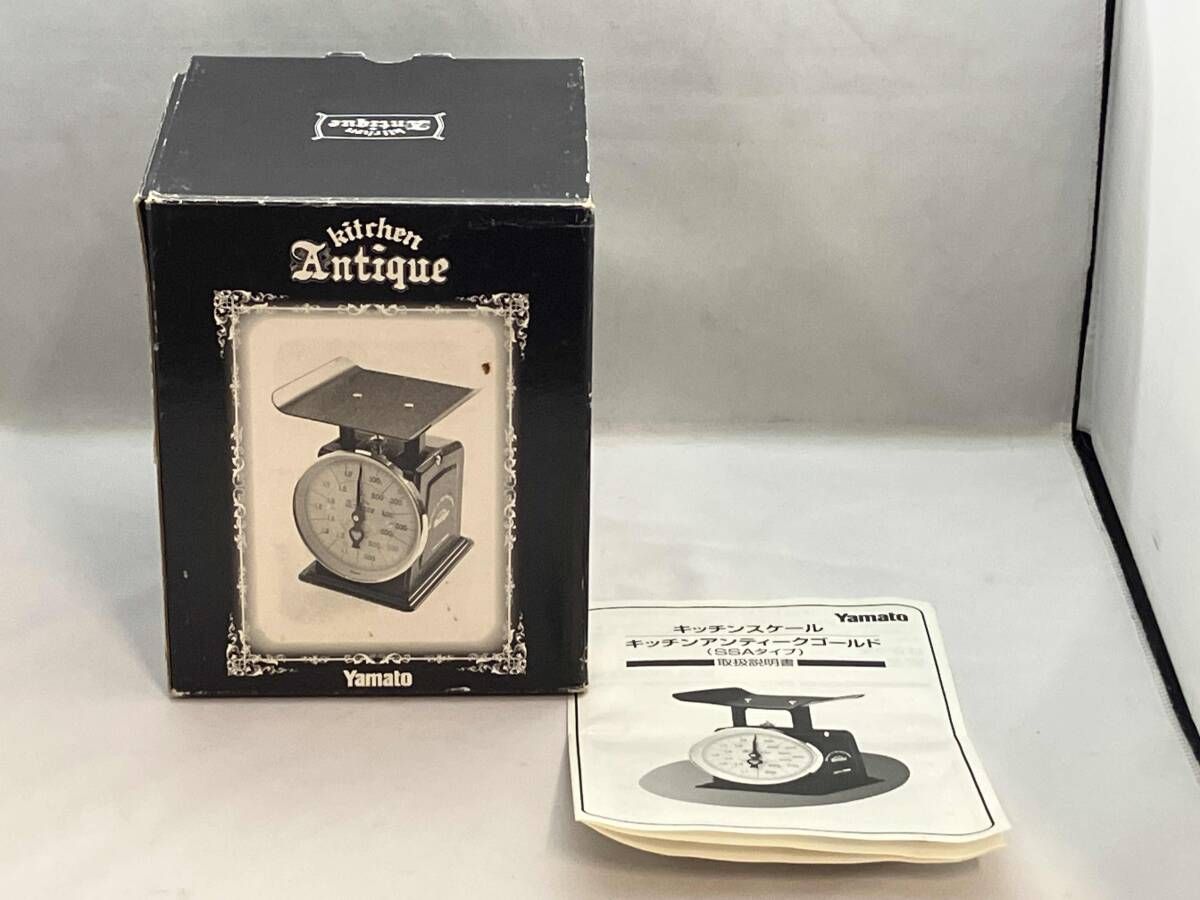 kitchen
Antique
kitchen
Antique
Yamato
Yamato
キッチンスケール
キッチンアンティークゴールド
(SSAタイプ)
取扱説明書